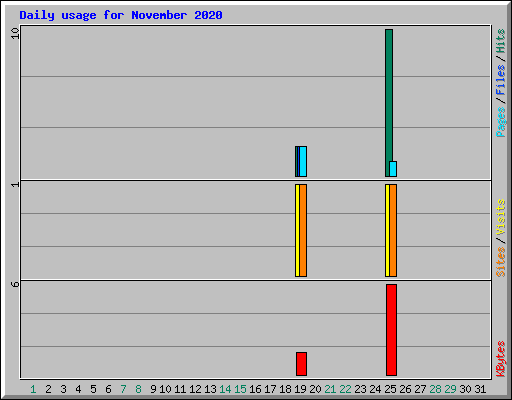 Daily usage for November 2020
10
1
6
Pages/Files/Hits
Sites/Visits
KBytes
1 2 3 4 5 6 7 8 9 10 11 12 13 14 15 16 17 18 19 20 21 22 23 24 25 26 27 28 29 30 31